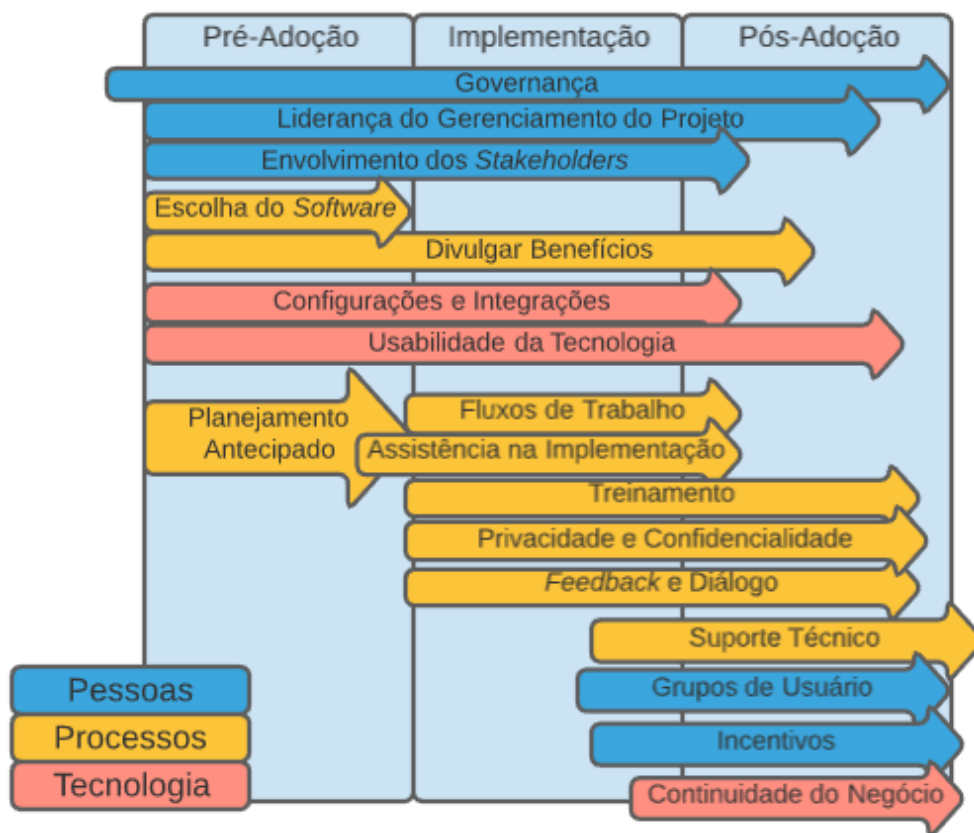 Pré-Adoção
Implementação
Pós-Adoção
Governança
Liderança do Gerenciamento do Projeto
Envolvimento dos Stakeholders
Escolha do Software
Divulgar Benefícios
Configurações e Integrações
Usabilidade da Tecnologia
Planejamento
Antecipado
Fluxos de Trabalho
Assistência na Implementação
Treinamento
Privacidade e Confidencialidade
Feedback e Diálogo
Suporte Técnico
Grupos de Usuário
Incentivos
Continuidade do Negócio
Pessoas
Processos
Tecnologia